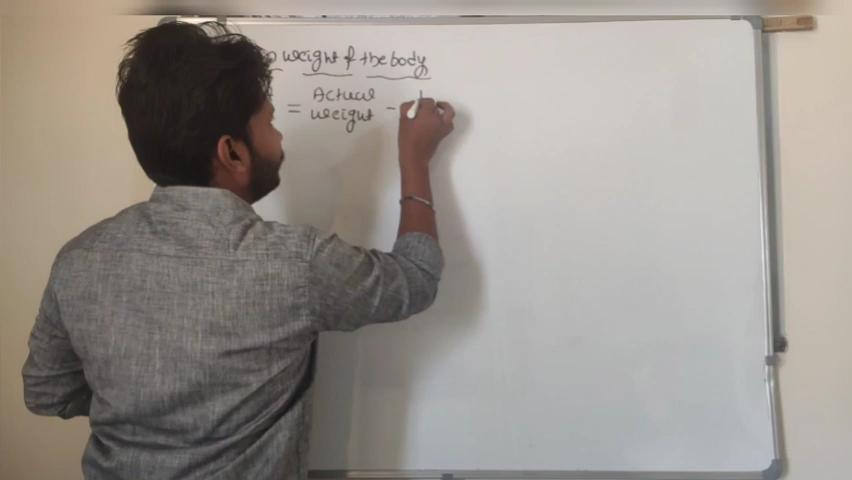 weight of the body
= Actual
weight -